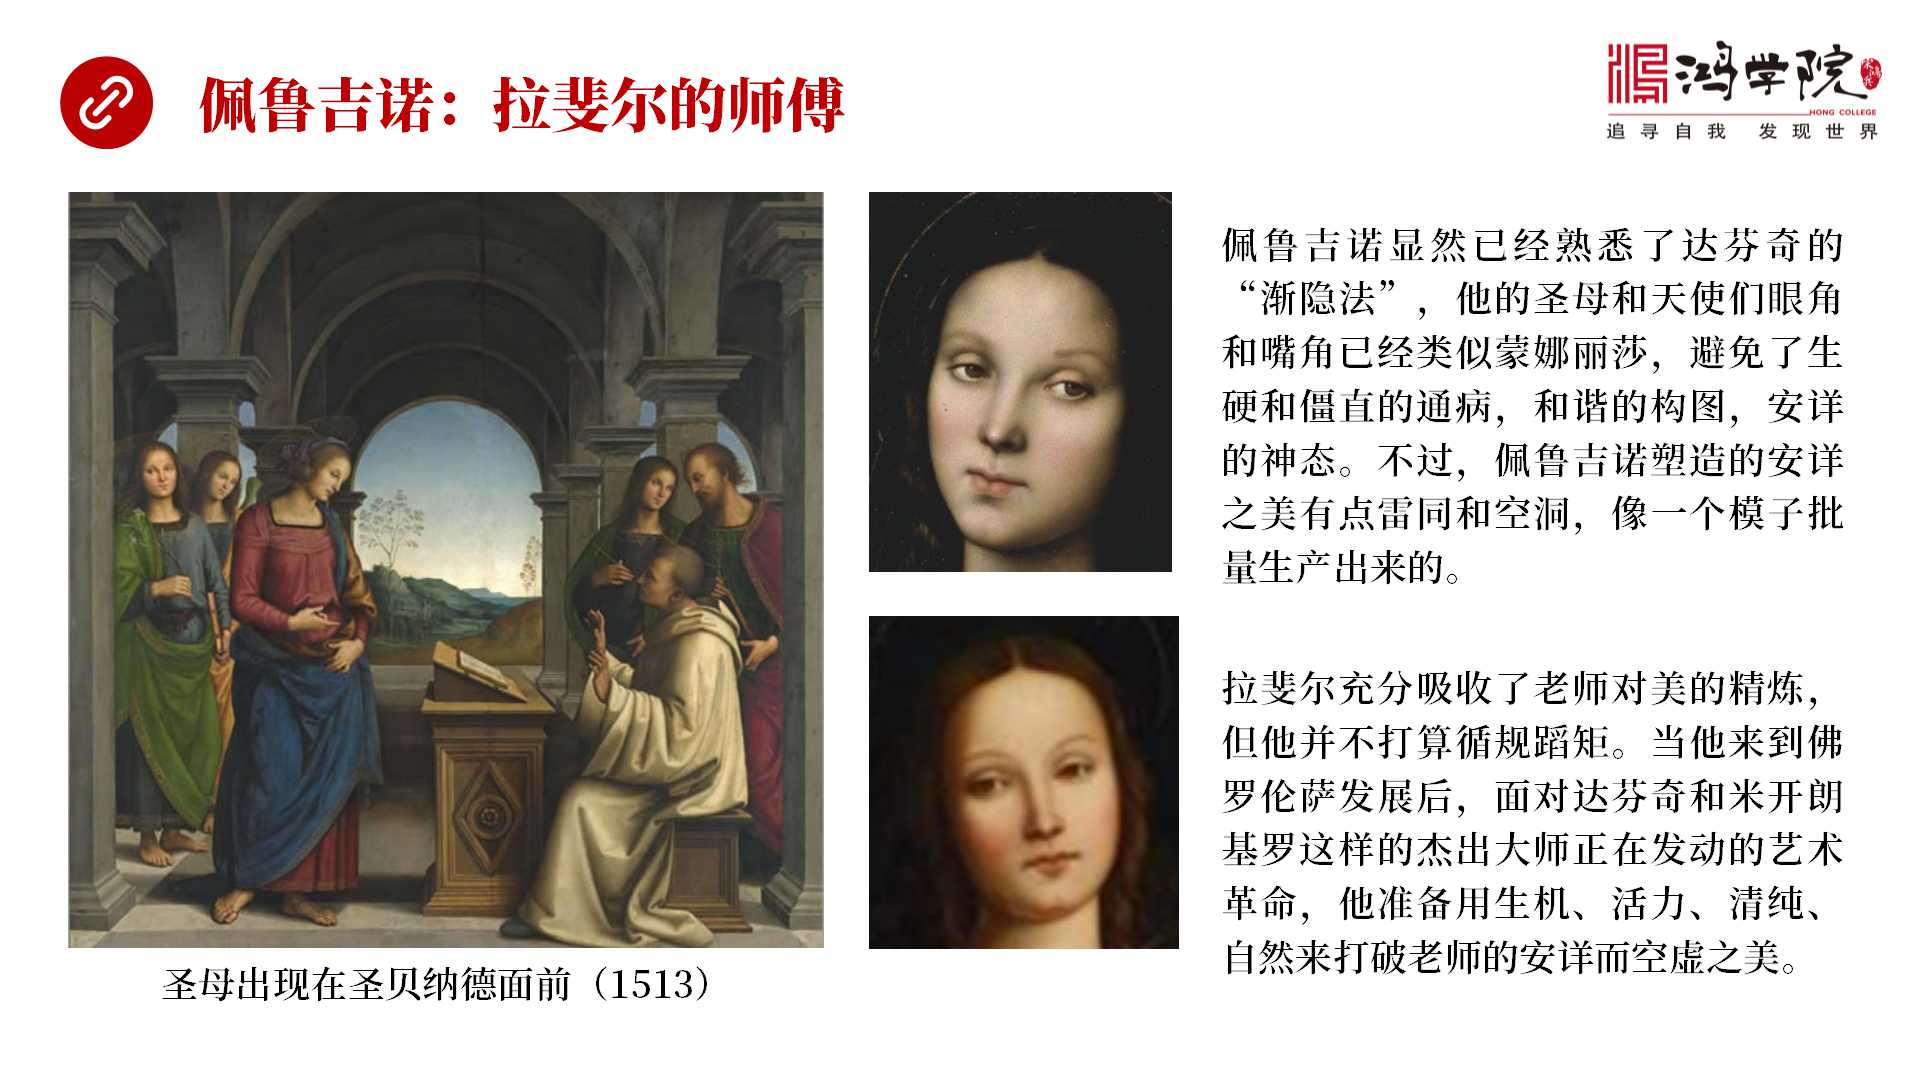 佩鲁吉诺：拉斐尔的师傅
鸿学院
HONG COLLEGE
追寻自我 发现世界
佩鲁吉诺显然已经熟悉了达芬奇的
“渐隐法”，他的圣母和天使们眼角
和嘴角已经类似蒙娜丽莎，避免了生
硬和僵直的通病，和谐的构图，安详
的神态。不过，佩鲁吉诺塑造的安详
之美有点雷同和空洞，像一个模子批
量生产出来的。
拉斐尔充分吸收了老师对美的精炼，
但他并不打算循规蹈矩。当他来到佛
罗伦萨发展后，面对达芬奇和米开朗
基罗这样的杰出大师正在发动的艺术
革命，他准备用生机、活力、清纯、
自然来打破老师的安详而空虚之美。
圣母出现在圣贝纳德面前（1513）